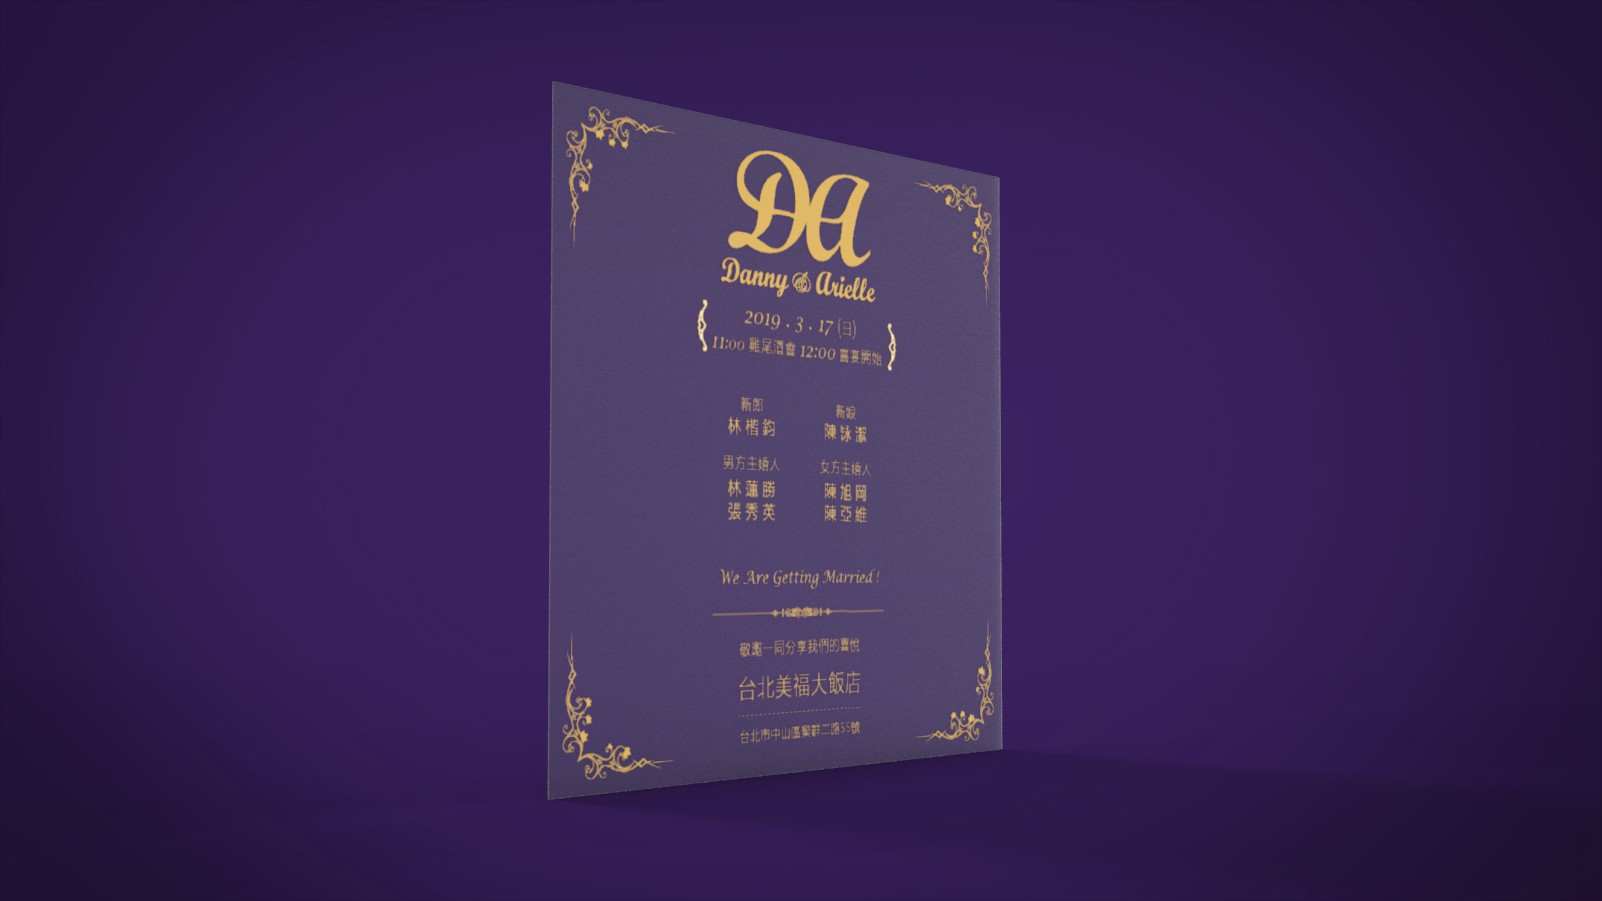 DA
Danny & Arielle
2019 . 3 . 17 (日)
11:00 雞尾酒會 12:00 喜宴開始
新郎 新娘
林楷鈞 陳詠潔
男方主婚人 女方主婚人
林蓮勝 陳旭岡
張秀英 陳亞維
We Are Getting Married !
敬邀一同分享我們的喜悅
台北美福大飯店
台北市中山區樂群二路55號